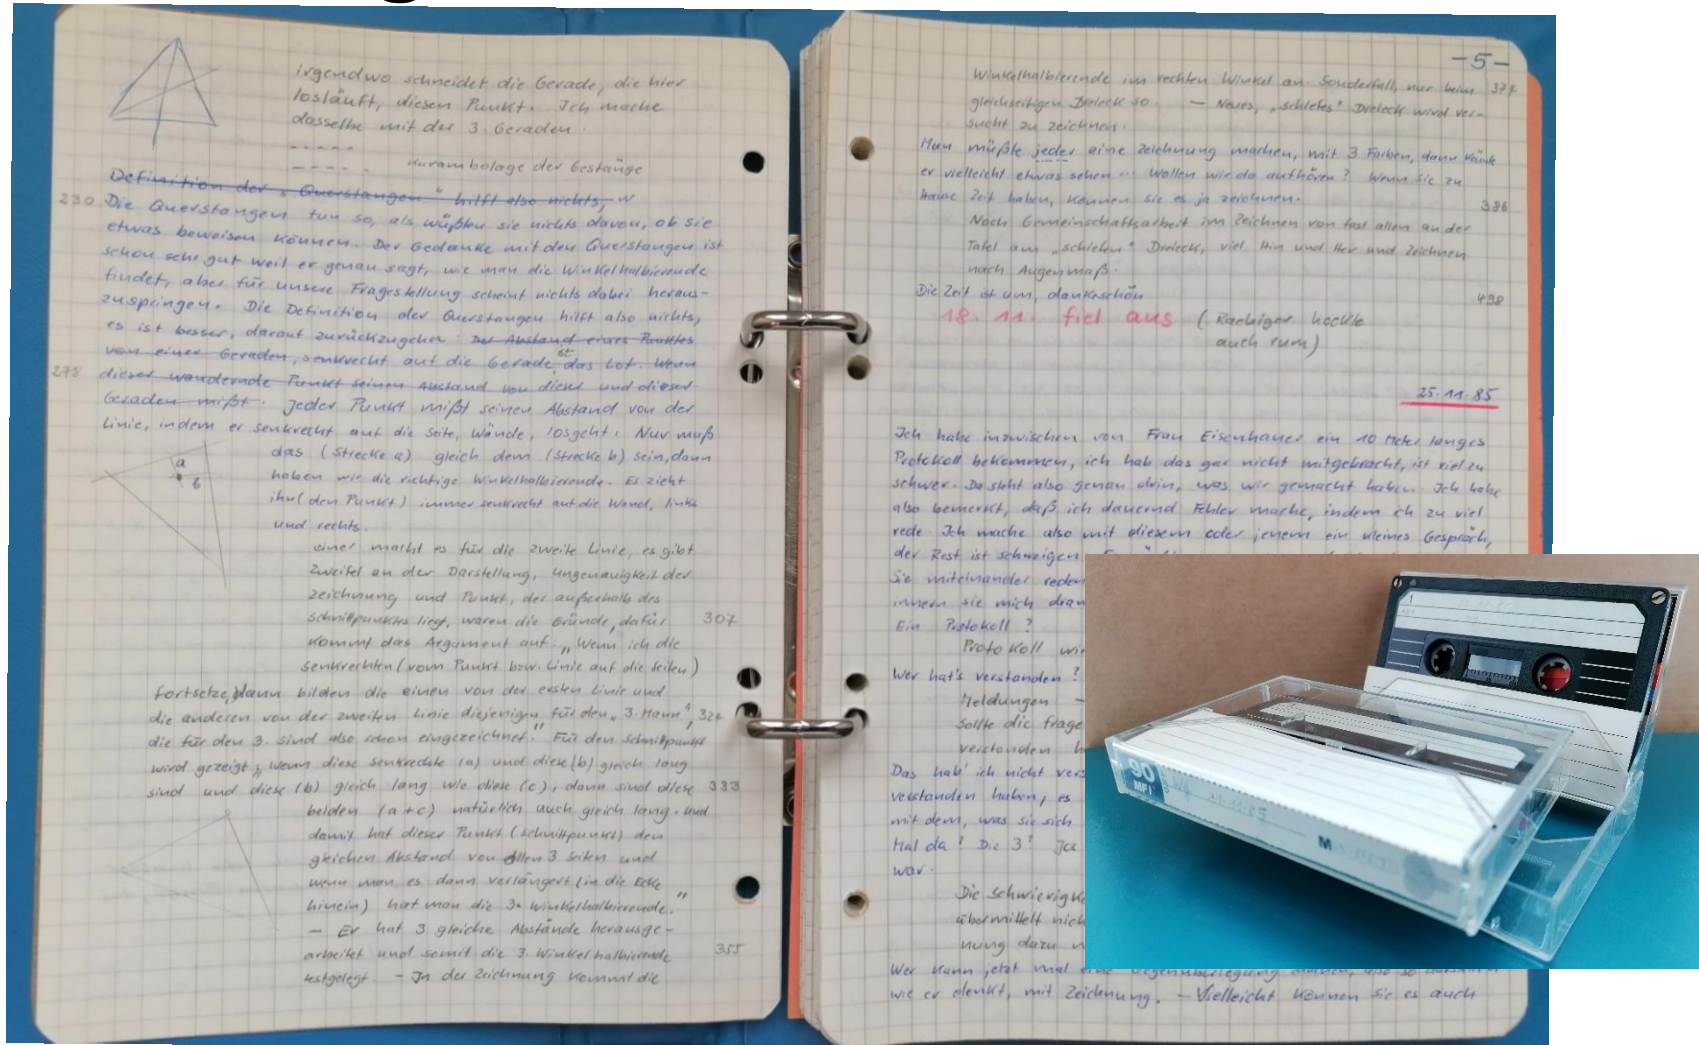 irgendwo schneidet die Gerade, die hier
losläuft, diesen Punkt. Ich mache
dasselbe mit der 3. Geraden.
- - - - -
- - - - - Karambolage der Gestänge
Definition der "Querstangen" hilft also nichts, w
230 Die Querstangen tun so, als wüßten sie nichts davon, ob sie
etwas beweisen können. Der Gedanke mit den Querstangen ist
schon sehr gut weil er genau sagt, wie man die Winkelhalbierende
findet, aber für unsere Fragestellung scheint nichts dabei heraus-
zuspringen. Die Definition der Querstangen hilft also nichts,
es ist besser, darauf zurückzugehen. Der Abstand eines Punktes
von einer Geraden, senkrecht auf die Gerade, ist das Lot. Wenn
278 dieser wandernde Punkt seinen Abstand von dieser und dieser
Geraden mißt. Jeder Punkt mißt seinen Abstand von der
Linie, indem er senkrecht auf die Seite, Wände, losgeht. Nur muß
das (Strecke a) gleich dem (Strecke b) sein, dann
haben wir die richtige Winkelhalbierende. Es zieht
ihn (den Punkt) immer senkrecht auf die Wand, links
und rechts.
a
b
einer macht es für die zweite Linie, es gibt
Zweifel an der Darstellung, Ungenauigkeit der
Zeichnung und Punkt, der außerhalb des
Schnittpunktes liegt, waren die Gründe, dafür 307
kommt das Argument auf. "Wenn ich die
Senkrechten (vom Punkt bzw. Linie auf die Seiten)
fortsetze, dann bilden die einen von der ersten Linie und
die anderen von der zweiten Linie diejenigen für den "3. Mann", 324
die für den 3. sind also schon eingezeichnet." Für den Schnittpunkt
wird gezeigt "wenn diese Senkrechte (a) und diese (b) gleich lang
sind und diese (b) gleich lang wie diese (c), dann sind diese 333
beiden (a + c) natürlich auch gleich lang. Und
damit hat dieser Punkt (Schnittpunkt) den
gleichen Abstand von allen 3 Seiten und
wenn man es dann verlängert (in die Ecke
hinein) hat man die 3. Winkelhalbierende."
- Er hat 3 gleiche Abstände herausge-
arbeitet und somit die 3. Winkelhalbierende 355
festgelegt - In der Zeichnung kommt die
-5-
Winkelhalbierende im rechten Winkel an. Sonderfall, nur beim 377
gleichseitigen Dreieck so. - Neues, "schiefes" Dreieck wird ver-
sucht zu zeichnen.
Man müßte jeder eine Zeichnung machen, mit 3 Farben, dann könnte
er vielleicht etwas sehen ... Wollen wir da aufhören? Wenn Sie zu
hause Zeit haben, können Sie es ja zeichnen. 386
Noch Gemeinschaftsarbeit im Zeichnen von fast allen an der
Tafel am "schiefen" Dreieck, viel Hin und Her und Zeichnen
nach Augenmaß.
Die Zeit ist um, dankeschön 498
18. 11. fiel aus (Raebiger hockte
auch rum)
25.11.85
Ich habe inzwischen von Frau Eisenhauer ein 10 Meter langes
Protokoll bekommen, ich hab das gar nicht mitgebracht, ist viel zu
schwer. Da steht also genau drin, was wir gemacht haben. Ich habe
also bemerkt, daß ich dauernd Fehler mache, indem ich zu viel
rede. Ich mache also mit diesem oder jenem ein kleines Gespräch,
der Rest ist schweigen.
Sie miteinander reden
innern sie mich dran
Ein Protokoll?
Protokoll
Wer hat's verstanden?
Meldungen -
Sollte die Frage
verstanden
Das hab' ich nicht
verstanden haben, es
mit dem, was sie sich
Mal da? Die 3?
war.
Die
übermittelt
nung dazu
Wer kann jetzt mal eine
wie er denkt, mit Zeichnung. - Vielleicht können Sie es auch
90
MFI
M
1